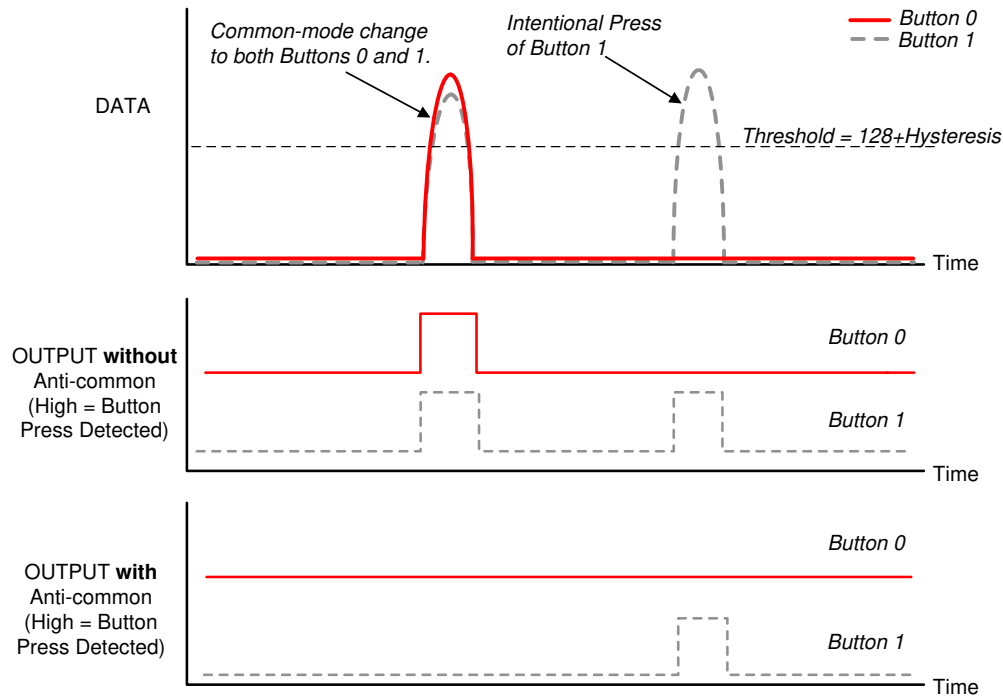 Common-mode change
to both Buttons 0 and 1.
Intentional Press
of Button 1
Button 0
Button 1
DATA
Threshold = 128+Hysteresis
Time
OUTPUT without
Anti-common
(High = Button
Press Detected)
Button 0
Button 1
Time
OUTPUT with
Anti-common
(High = Button
Press Detected)
Button 0
Button 1
Time